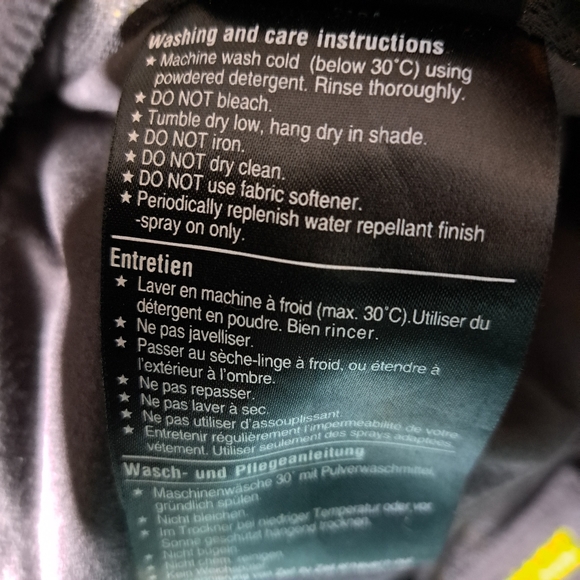 Washing and care instructions
★ Machine wash cold (below 30°C) using
powdered detergent. Rinse thoroughly.
★ DO NOT bleach.
★ Tumble dry low, hang dry in shade.
★ DO NOT iron.
★ DO NOT dry clean.
★ DO NOT use fabric softener.
★ Periodically replenish water repellant finish
-spray on only.
Entretien
★ Laver en machine à froid (max. 30°C).Utiliser du
détergent en poudre. Bien rincer.
★ Ne pas javelliser.
★ Passer au sèche-linge à froid, ou étendre à
l'extérieur à l'ombre.
★ Ne pas repasser.
★ Ne pas laver à sec.
★ Ne pas utiliser d'assouplissant.
★ Entretenir régulièrement l'imperméabilité de votre
vêtement. Utiliser seulement des sprays adaptées
Wasch- und Pflegeanleitung
★ Maschinenwäsche 30° mit Pulverwaschmittel,
gründlich spülen
★ Nicht bleichen.
★ Im Trockner bei niedriger Temperatur oder vor
Sonne geschützt hängend trocknen.
Nicht bügeln
Nicht chem. reinigen
Kein